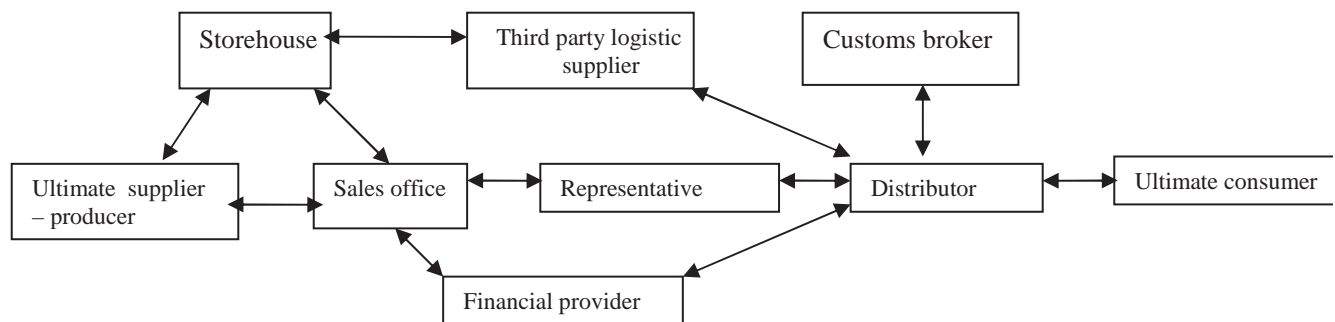 Storehouse
Third party logistic
supplier
Customs broker
Ultimate supplier
– producer
Sales office
Representative
Distributor
Ultimate consumer
Financial provider